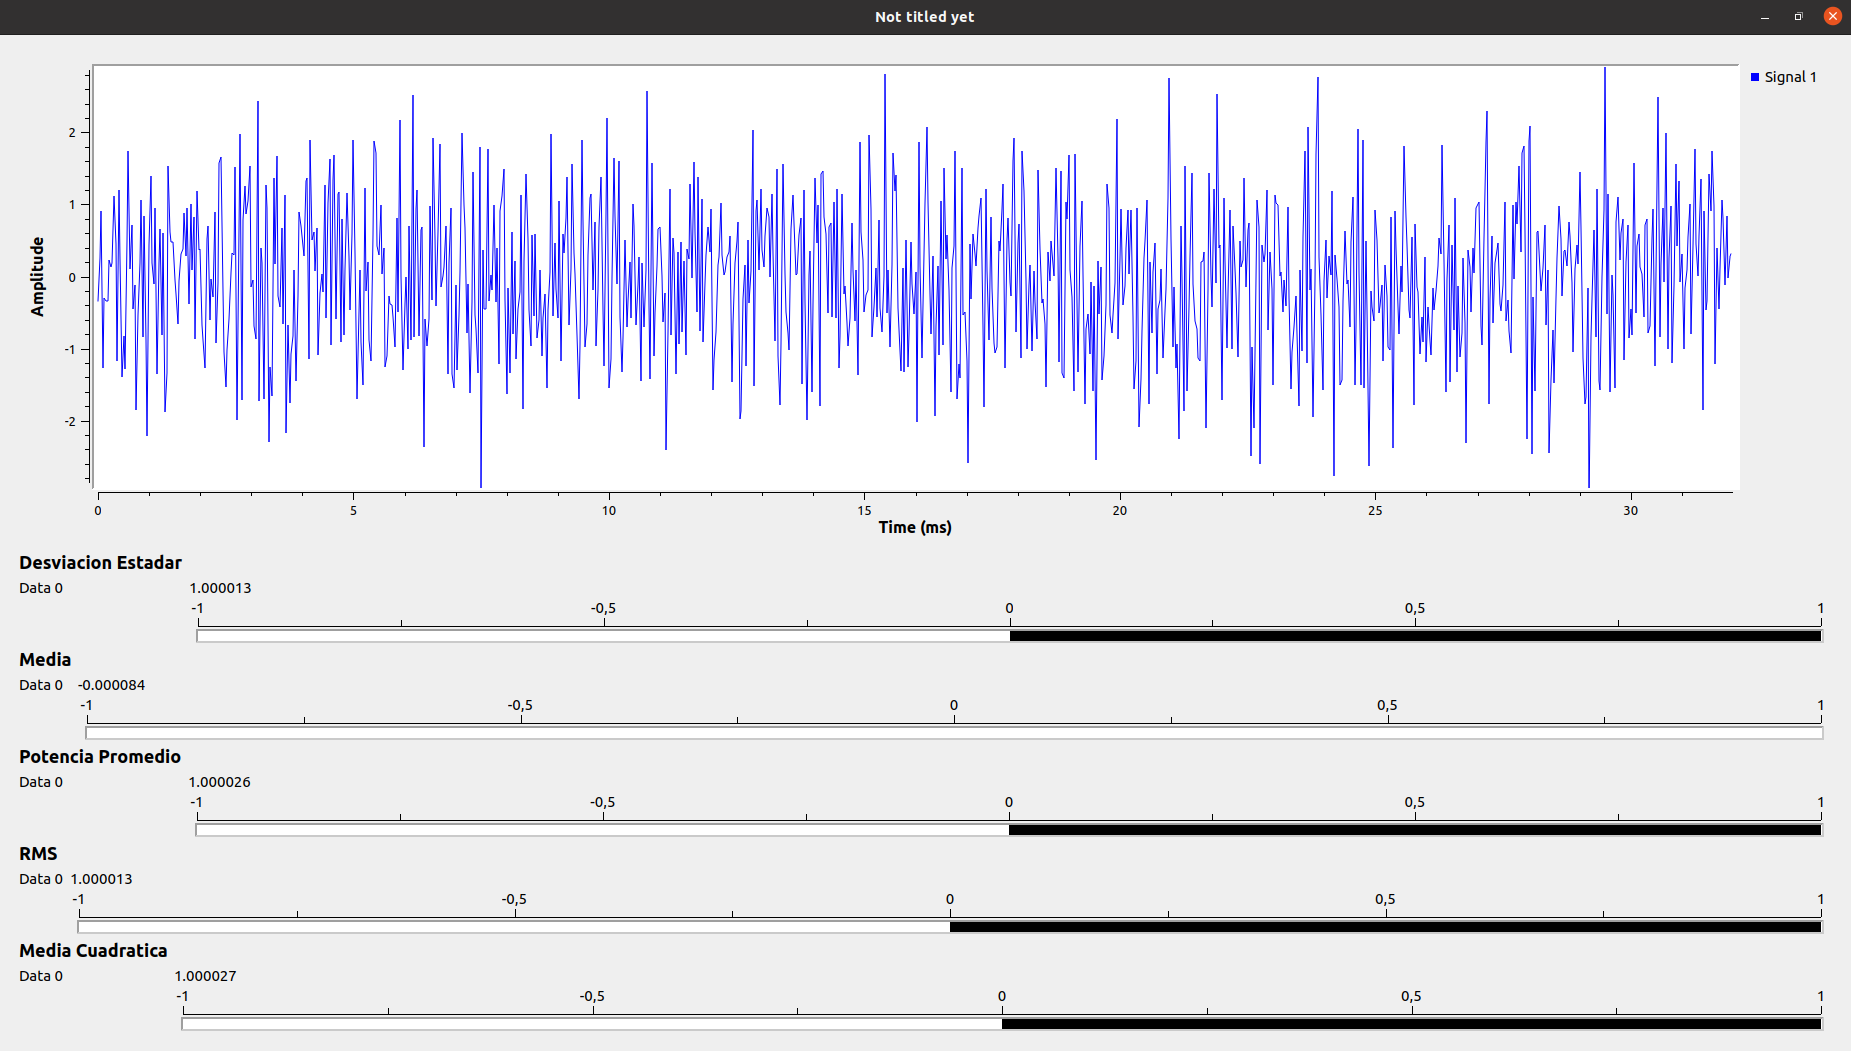 Not titled yet
Signal 1
Amplitude
2
1
0
-1
-2
0 5 10 15 20 25 30
Time (ms)
Desviacion Estadar
Data 0 1.000013
-1 -0,5 0 0,5 1
Media
Data 0 -0.000084
-1 -0,5 0 0,5 1
Potencia Promedio
Data 0 1.000026
-1 -0,5 0 0,5 1
RMS
Data 0 1.000013
-1 -0,5 0 0,5 1
Media Cuadratica
Data 0 1.000027
-1 -0,5 0 0,5 1